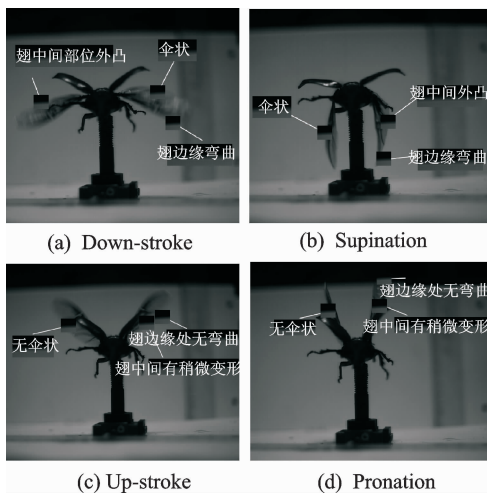 翅中间部位外凸
伞状
翅边缘弯曲
(a) Down-stroke
伞状
翅中间外凸
翅边缘弯曲
(b) Supination
无伞状
翅边缘处无弯曲
翅中间有稍微变形
(c) Up-stroke
无伞状
翅边缘处无弯曲
翅中间有稍微变形
(d) Pronation